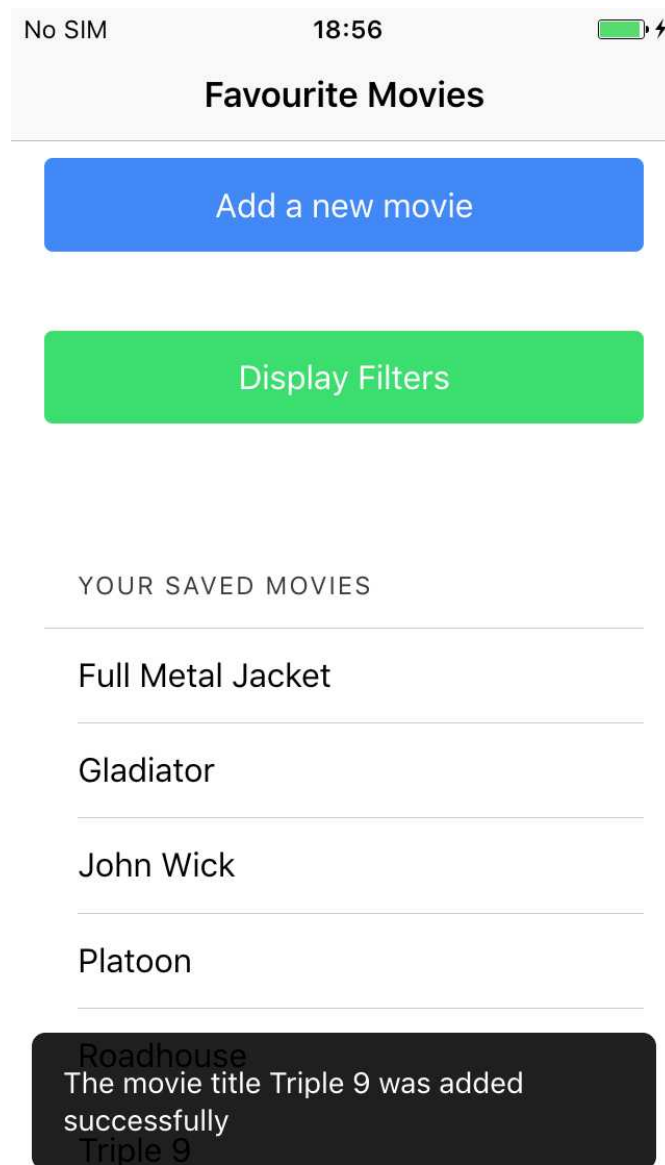 No SIM 18:56
Favourite Movies
Add a new movie
Display Filters
YOUR SAVED MOVIES
Full Metal Jacket
Gladiator
John Wick
Platoon
Roadhouse
The movie title Triple 9 was added
successfully
Triple 9